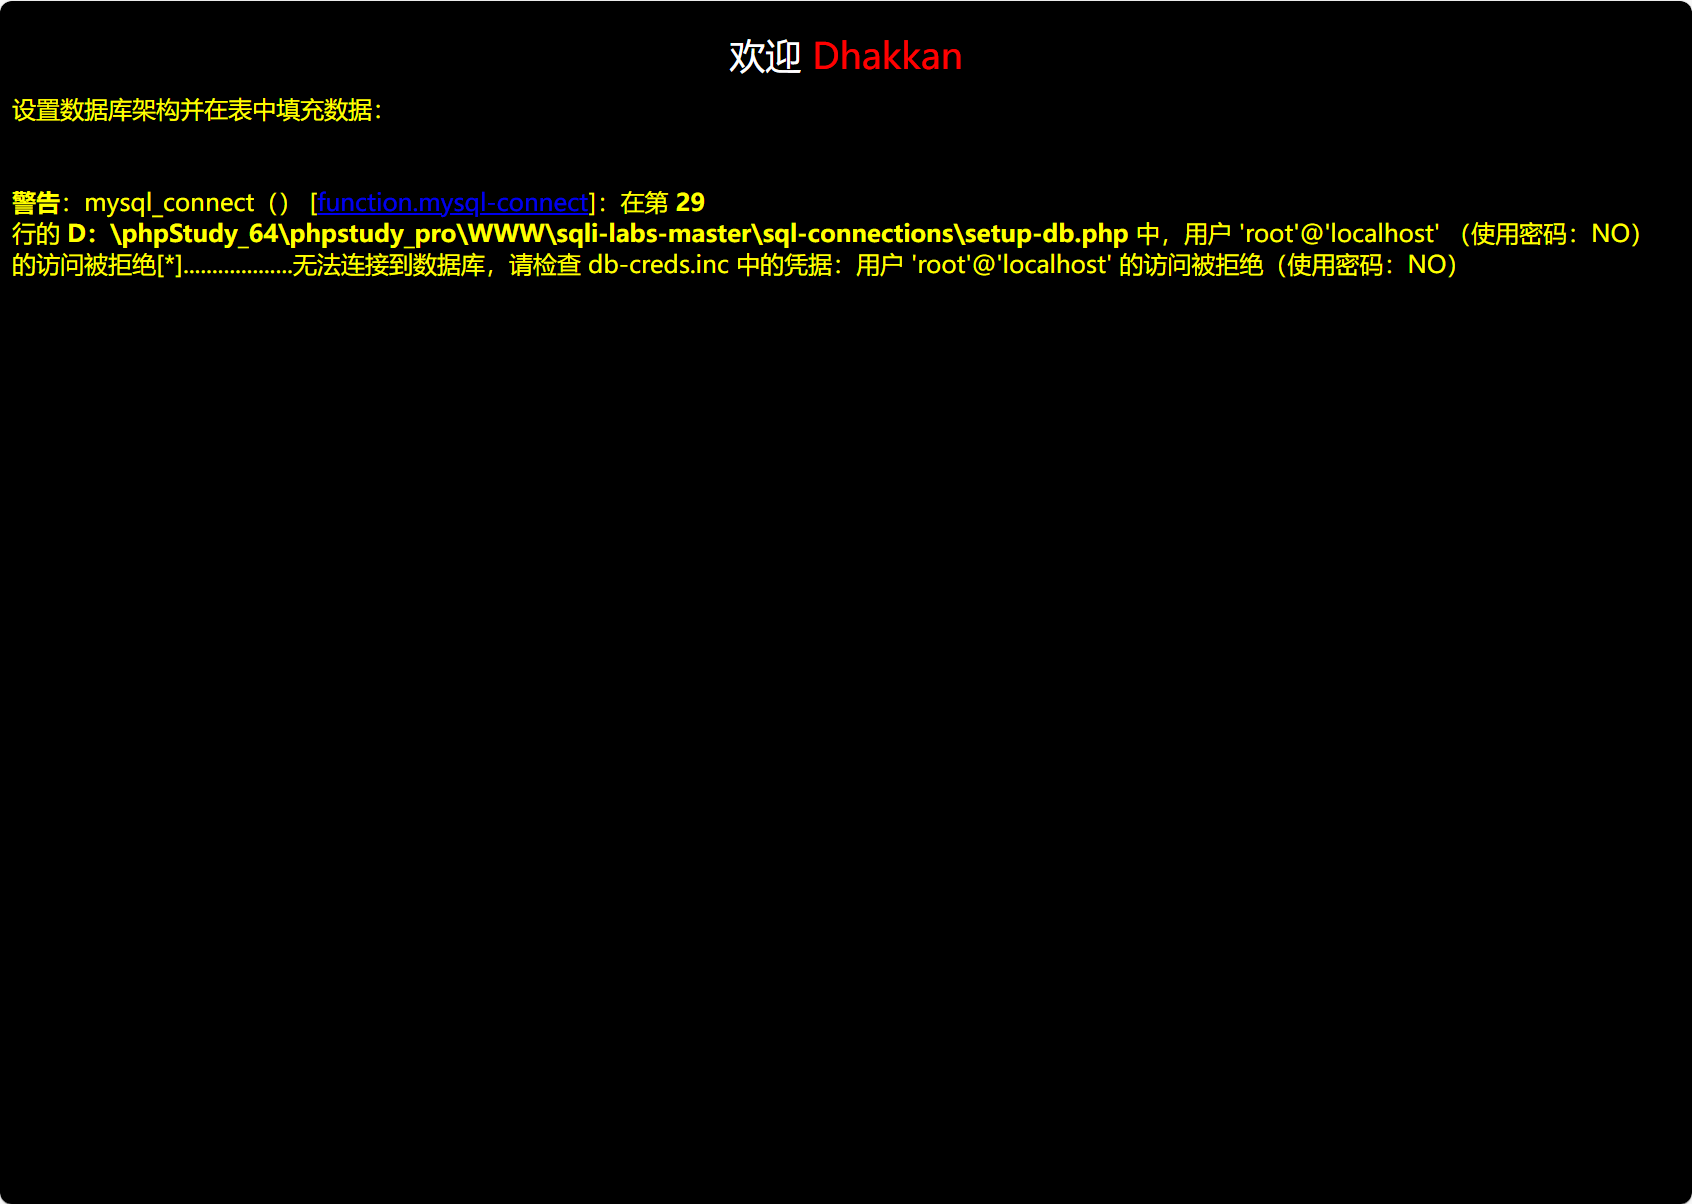 欢迎 Dhakkan
设置数据库架构并在表中填充数据：
警告：mysql_connect（） [function.mysql-connect]：在第 29
行的 D：\phpStudy_64\phpstudy_pro\WWW\sqli-labs-master\sql-connections\setup-db.php 中，用户 'root'@'localhost' （使用密码：NO）
的访问被拒绝[*]...................无法连接到数据库，请检查 db-creds.inc 中的凭据：用户 'root'@'localhost' 的访问被拒绝（使用密码：NO）